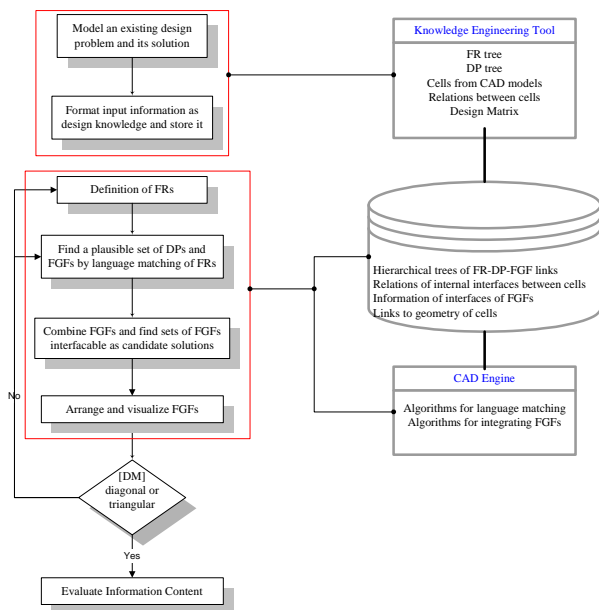 Model an existing design
problem and its solution
Format input information as
design knowledge and store it
Knowledge Engineering Tool
FR tree
DP tree
Cells from CAD models
Relations between cells
Design Matrix
Definition of FRs
Find a plausible set of DPs and
FGFs by language matching of FRs
Combine FGFs and find sets of FGFs
interfacable as candidate solutions
Arrange and visualize FGFs
No
[DM]
diagonal or
triangular
Yes
Evaluate Information Content
Hierarchical trees of FR-DP-FGF links
Relations of internal interfaces between cells
Information of interfaces of FGFs
Links to geometry of cells
CAD Engine
Algorithms for language matching
Algorithms for integrating FGFs